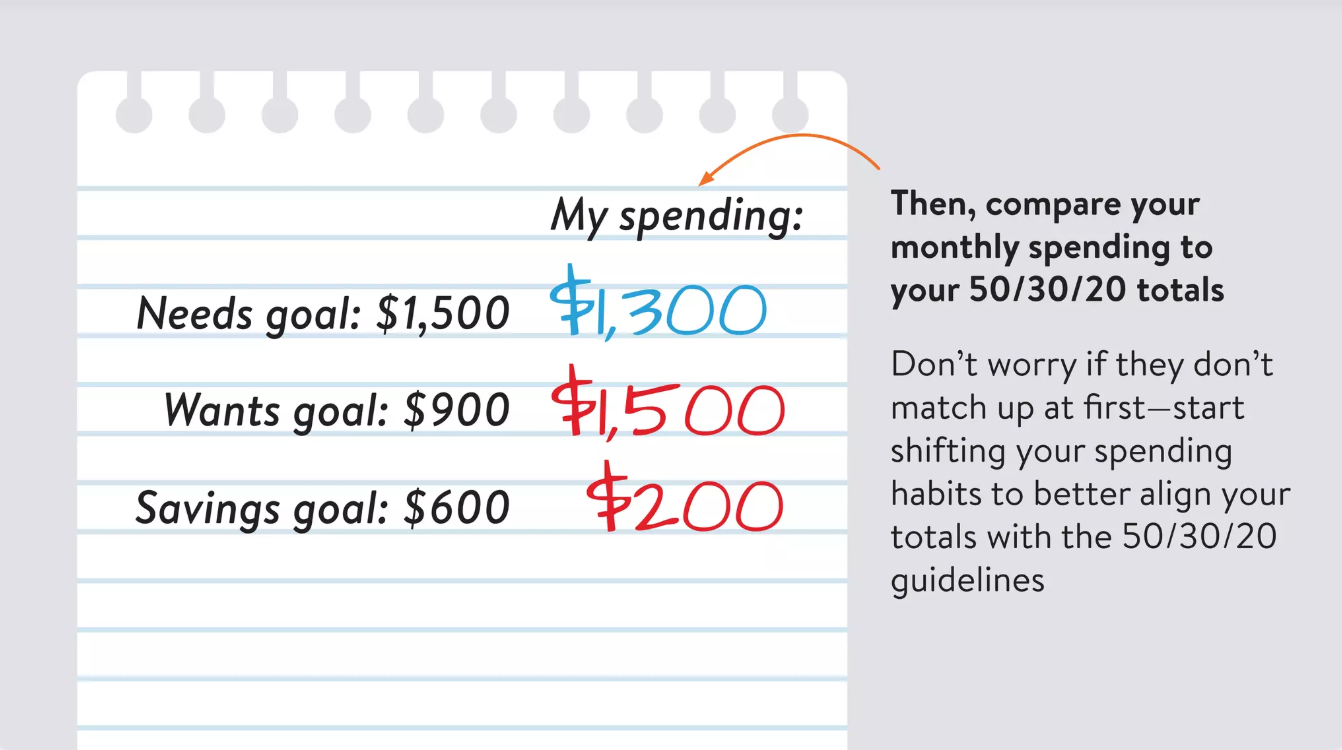 My spending:
Needs goal: $1,500 $1,300
Wants goal: $900 $1,500
Savings goal: $600 $200
Then, compare your
monthly spending to
your 50/30/20 totals
Don’t worry if they don’t
match up at first—start
shifting your spending
habits to better align your
totals with the 50/30/20
guidelines